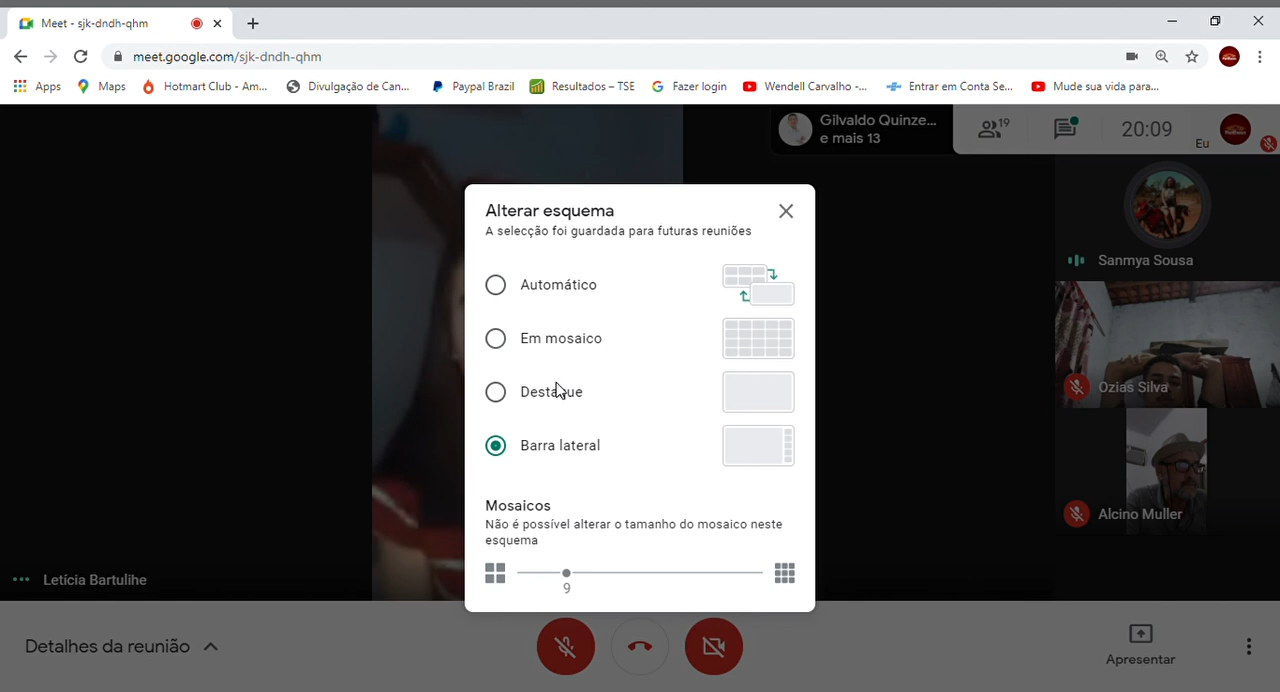 Meet - sjk-dndh-qhm
meet.google.com/sjk-dndh-qhm
Apps
Maps
Hotmart Club - Am...
Divulgação de Can...
Paypal Brazil
Resultados – TSE
Fazer login
Wendell Carvalho -...
Entrar em Conta Se...
Mude sua vida para...
Gilvaldo Quinze...
e mais 13
19
20:09
Eu
Alterar esquema
A selecção foi guardada para futuras reuniões
Automático
Em mosaico
Destaque
Barra lateral
Mosaicos
Não é possível alterar o tamanho do mosaico neste
esquema
9
Sanmya Sousa
Ozias Silva
Alcino Muller
Letícia Bartulihe
Detalhes da reunião
Apresentar